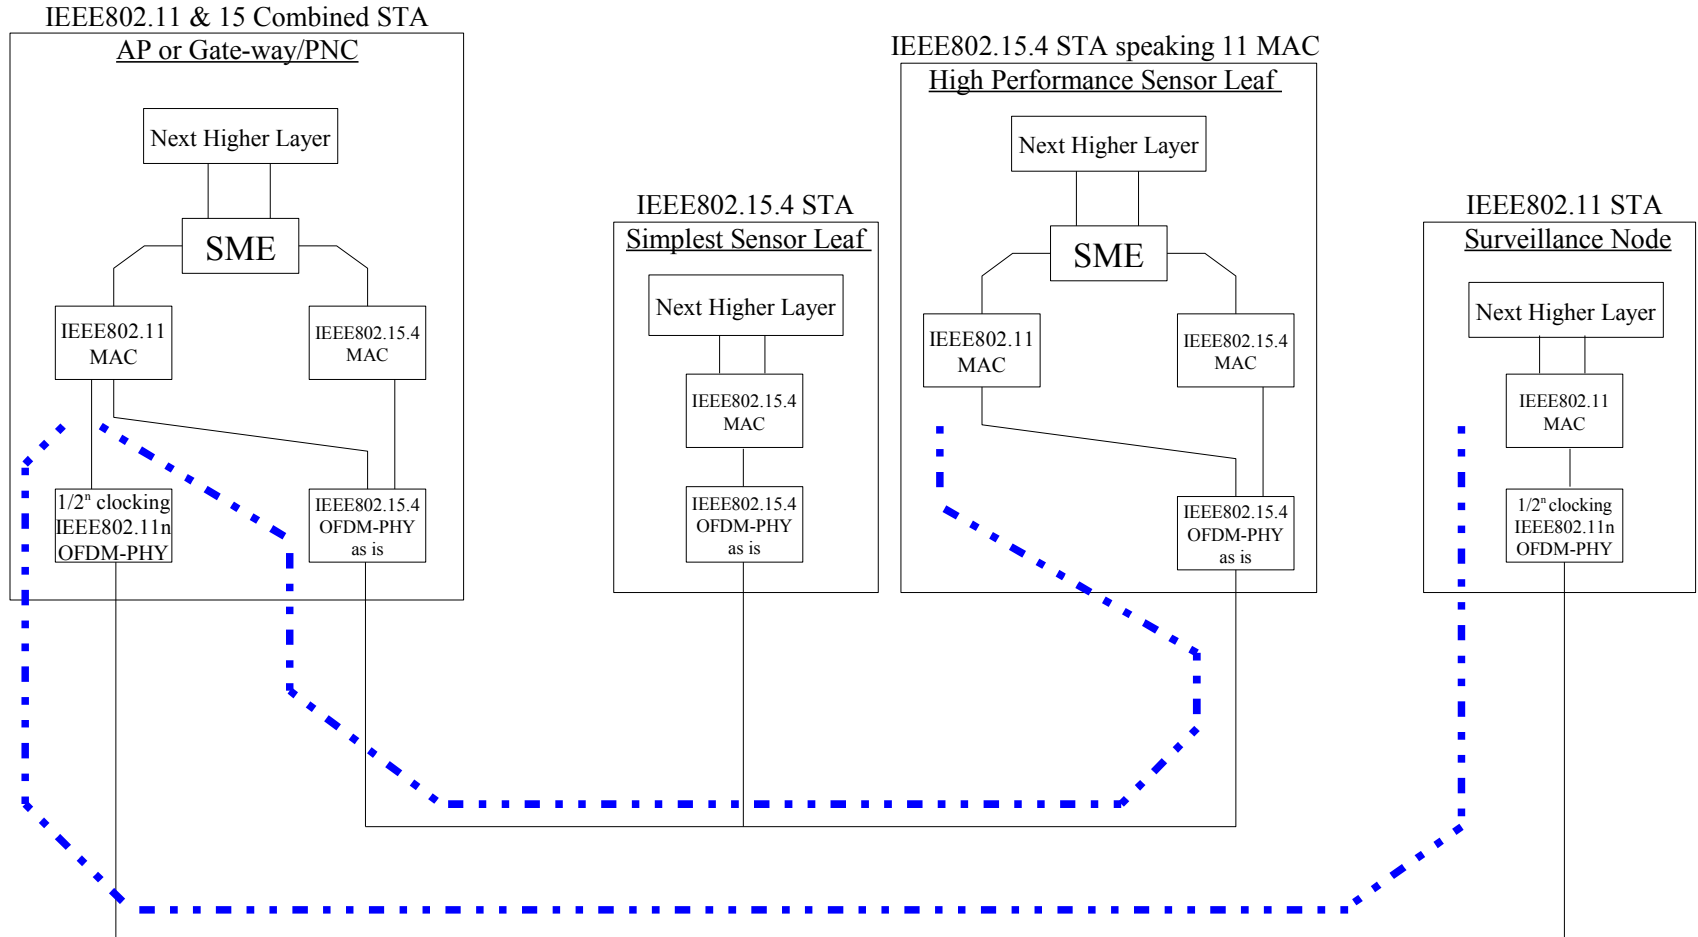 IEEE802.11 & 15 Combined STA
AP or Gate-way/PNC
Next Higher Layer
SME
IEEE802.11
MAC
IEEE802.15.4
MAC
1/2ⁿ clocking
IEEE802.11n
OFDM-PHY
IEEE802.15.4
OFDM-PHY
as is
IEEE802.15.4 STA
Simplest Sensor Leaf
Next Higher Layer
IEEE802.15.4
MAC
IEEE802.15.4
OFDM-PHY
as is
IEEE802.15.4 STA speaking 11 MAC
High Performance Sensor Leaf
Next Higher Layer
SME
IEEE802.11
MAC
IEEE802.15.4
MAC
IEEE802.15.4
OFDM-PHY
as is
IEEE802.11 STA
Surveillance Node
Next Higher Layer
IEEE802.11
MAC
1/2ⁿ clocking
IEEE802.11n
OFDM-PHY